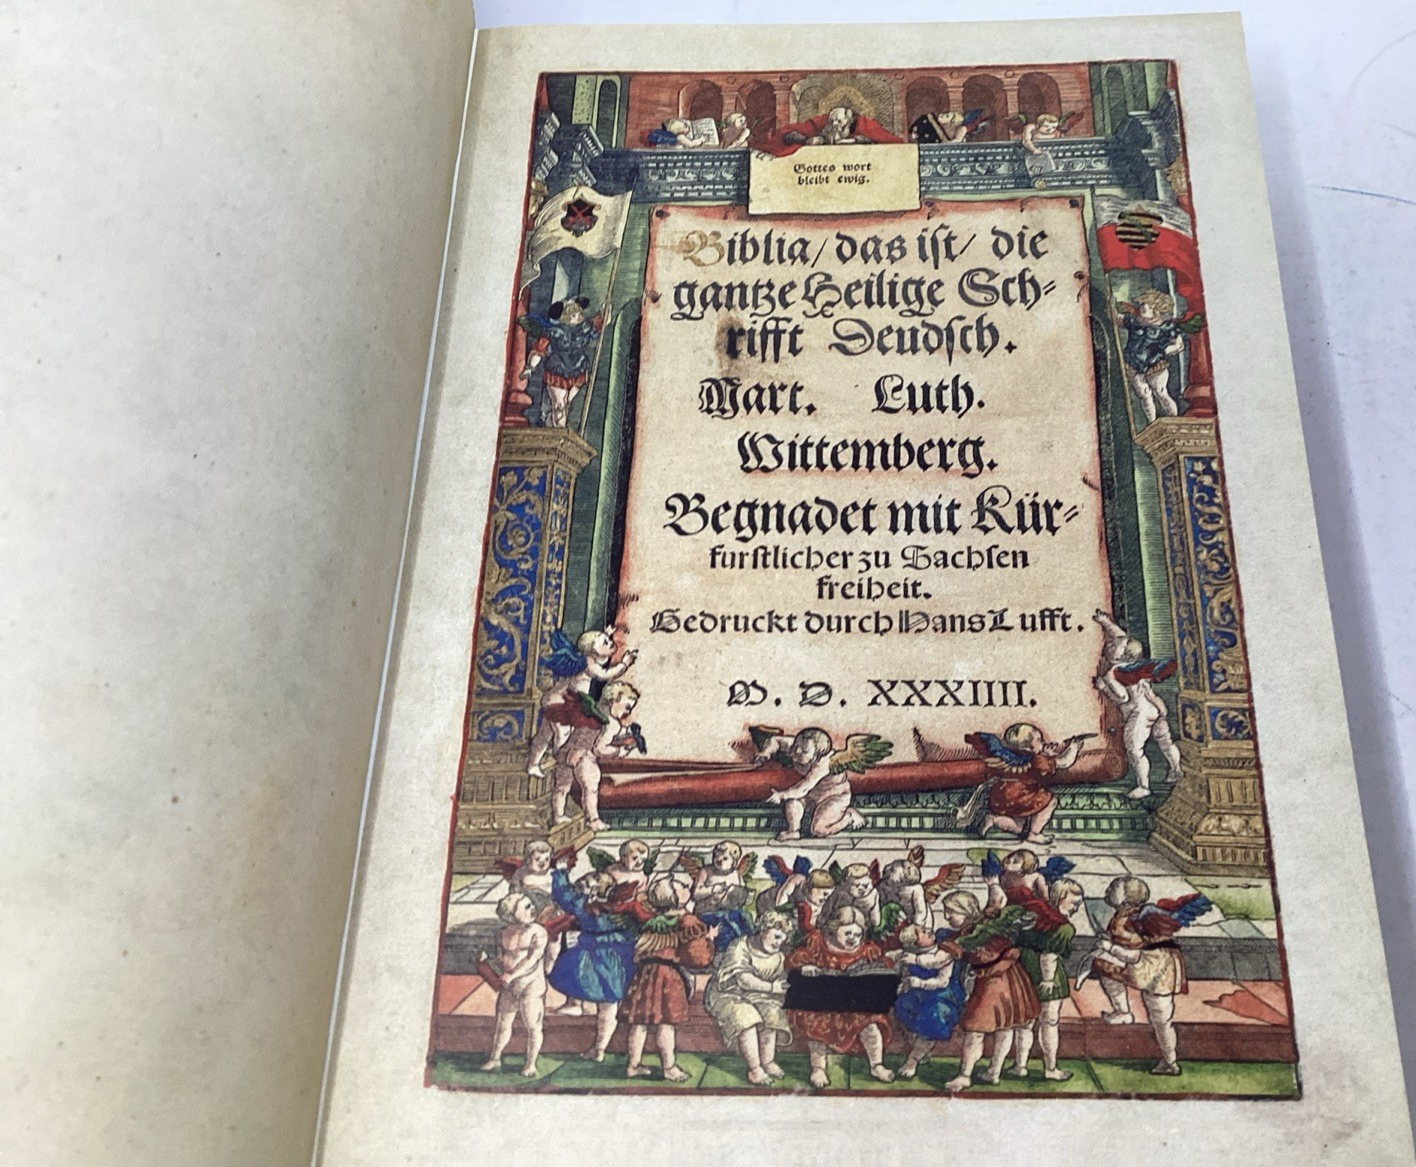 Gottes wort
bleibt ewig.
Biblia/ das ist/ die
gantze Heilige Sch⸗
rifft Deudsch.
Mart. Luth.
Wittemberg.
Begnadet mit Kür⸗
furstlicher zu Sachsen
freiheit.
Gedruckt durch Hans Lufft.
M. D. XXXIIII.